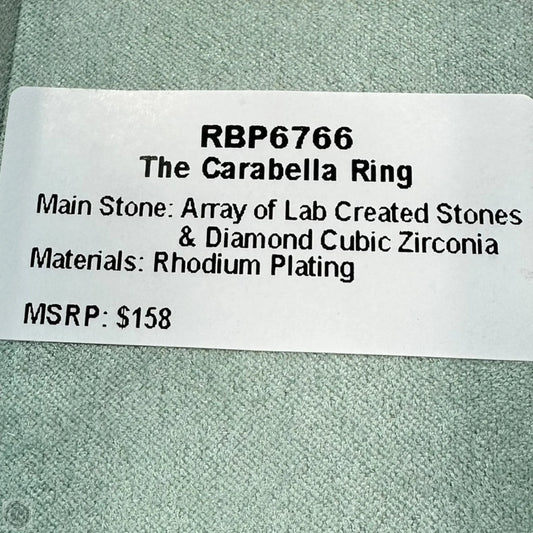 RBP6766
The Carabella Ring
Main Stone: Array of Lab Created Stones
& Diamond Cubic Zirconia
Materials: Rhodium Plating
MSRP: $158